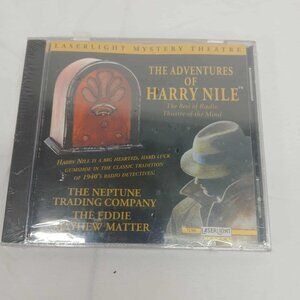 LASERLIGHT MYSTERY THEATRE
THE ADVENTURES OF
HARRY NILE™
The Best of Radio
Theatre of the Mind
HARRY NILE IS A BIG HEARTED, HARD LUCK
GUMSHOE IN THE CLASSIC TRADITION
OF 1940'S RADIO DETECTIVES.
THE NEPTUNE
TRADING COMPANY
THE EDDIE
MAYHEW MATTER
LASERLIGHT